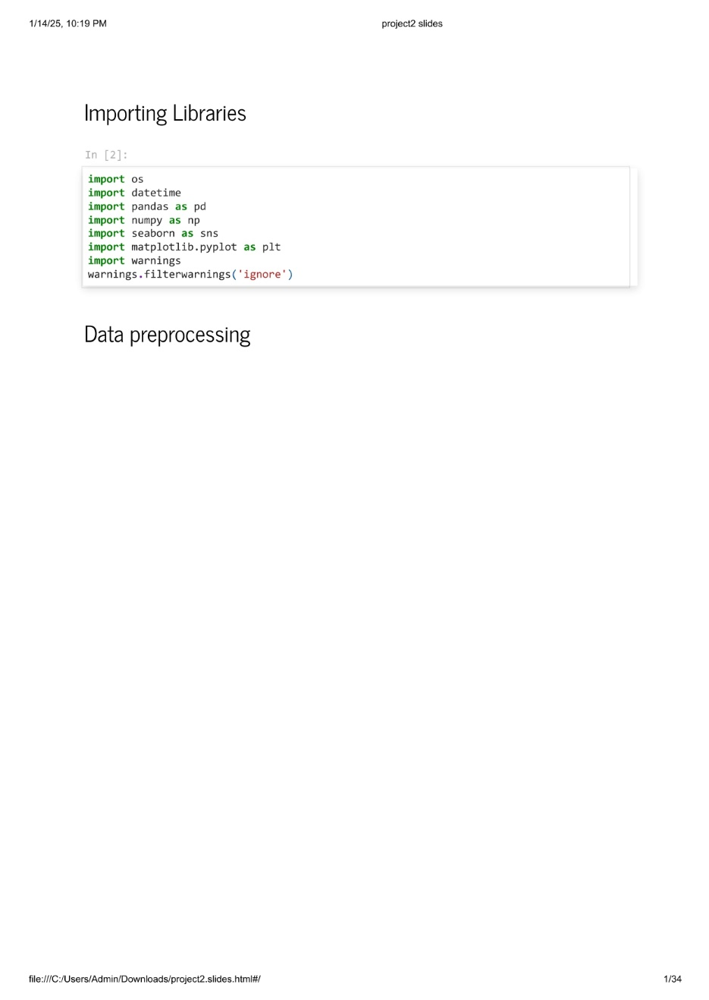 1/14/25, 10:19 PM
project2 slides
Importing Libraries
In [2]:
import os
import datetime
import pandas as pd
import numpy as np
import seaborn as sns
import matplotlib.pyplot as plt
import warnings
warnings.filterwarnings('ignore')
Data preprocessing
file:///C:/Users/Admin/Downloads/project2.slides.html#/
1/34